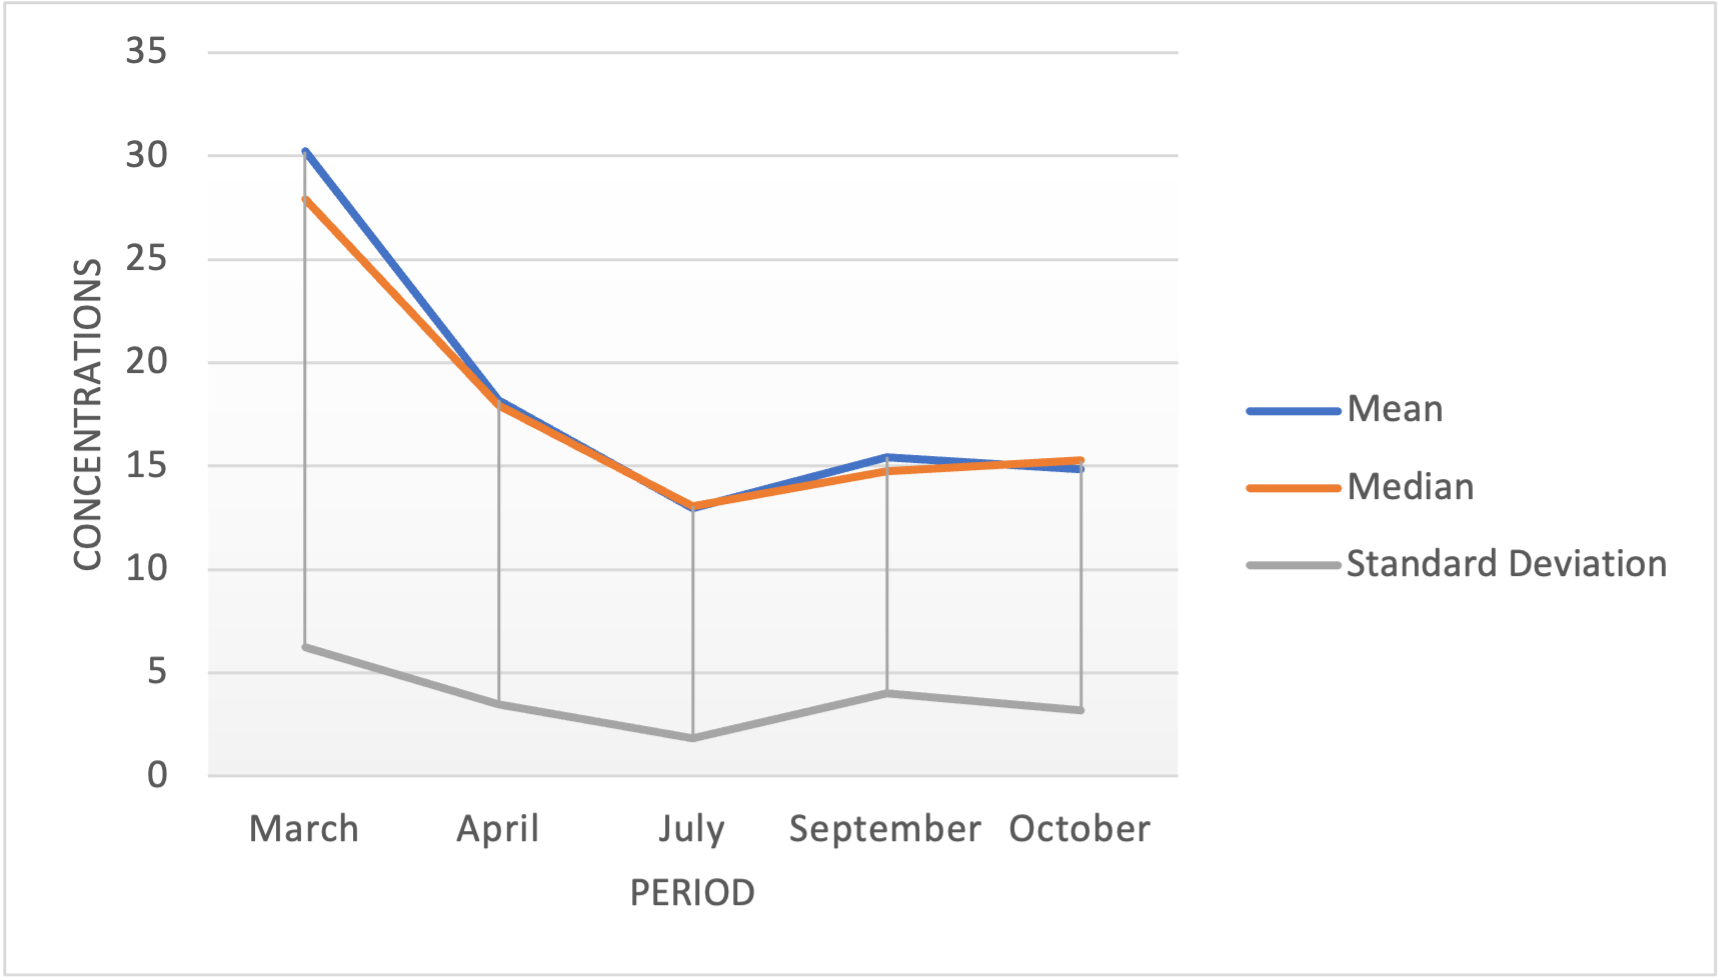 35
30
25
20
15
10
5
0
CONCENTRATIONS
March April July September October
PERIOD
Mean
Median
Standard Deviation